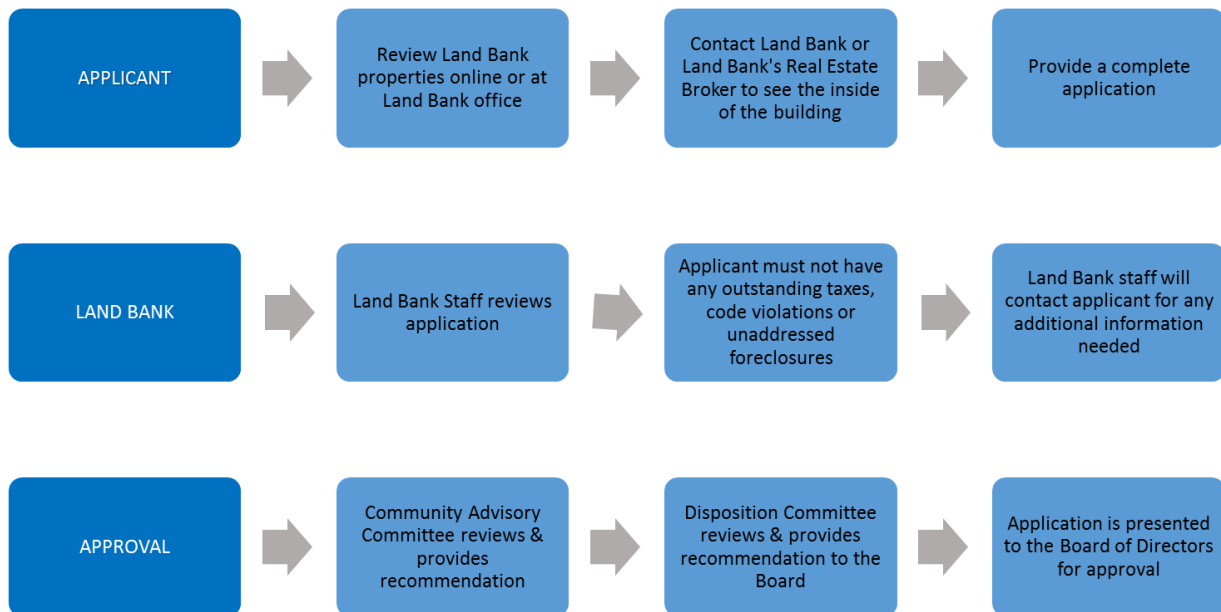 APPLICANT
Review Land Bank
properties online or at
Land Bank office
Contact Land Bank or
Land Bank's Real Estate
Broker to see the inside
of the building
Provide a complete
application
LAND BANK
Land Bank Staff reviews
application
Applicant must not have
any outstanding taxes,
code violations or
unaddressed
foreclosures
Land Bank staff will
contact applicant for any
additional information
needed
APPROVAL
Community Advisory
Committee reviews &
provides
recommendation
Disposition Committee
reviews & provides
recommendation to the
Board
Application is presented
to the Board of Directors
for approval